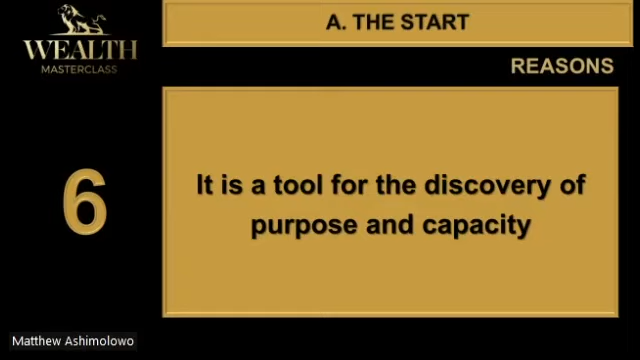 A. THE START
WEALTH
MASTERCLASS
REASONS
6
It is a tool for the discovery of
purpose and capacity
Matthew Ashimolowo